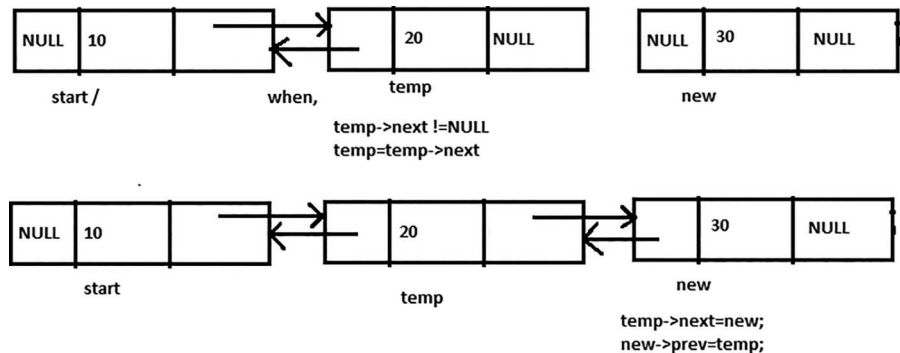 NULL 10 20 NULL NULL 30 NULL
start / when, temp new
temp->next !=NULL
temp=temp->next
NULL 10 20 30 NULL
start temp new
temp->next=new;
new->prev=temp;